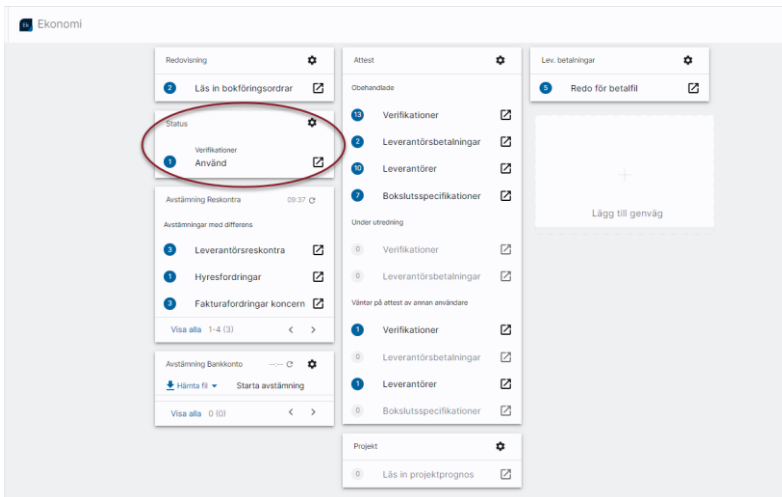 Ek Ekonomi
Redovisning
2 Läs in bokföringsordrar
Status
Verifikationer
1 Använd
Avstämning Reskontra 09:37
Avstämningar med differens
3 Leverantörsreskontra
1 Hyresfordringar
3 Fakturafordringar koncern
Visa alla 1-4 (3)
Avstämning Bankkonto --:--
Hämta fil Starta avstämning
Visa alla 0 (0)
Attest
Obehandlade
13 Verifikationer
2 Leverantörsbetalningar
10 Leverantörer
7 Bokslutsspecifikationer
Under utredning
0 Verifikationer
0 Leverantörsbetalningar
Väntar på attest av annan användare
1 Verifikationer
0 Leverantörsbetalningar
1 Leverantörer
0 Bokslutsspecifikationer
Projekt
0 Läs in projektprognos
Lev. betalningar
5 Redo för betalfil
Lägg till genväg